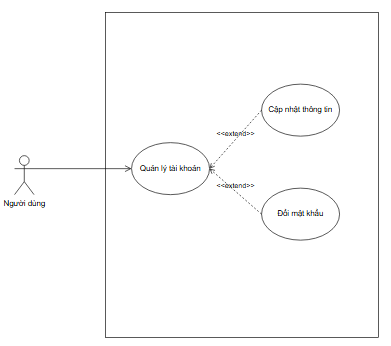 Cập nhật thông tin
<<extend>>
Quản lý tài khoản
<<extend>>
Người dùng
Đổi mật khẩu